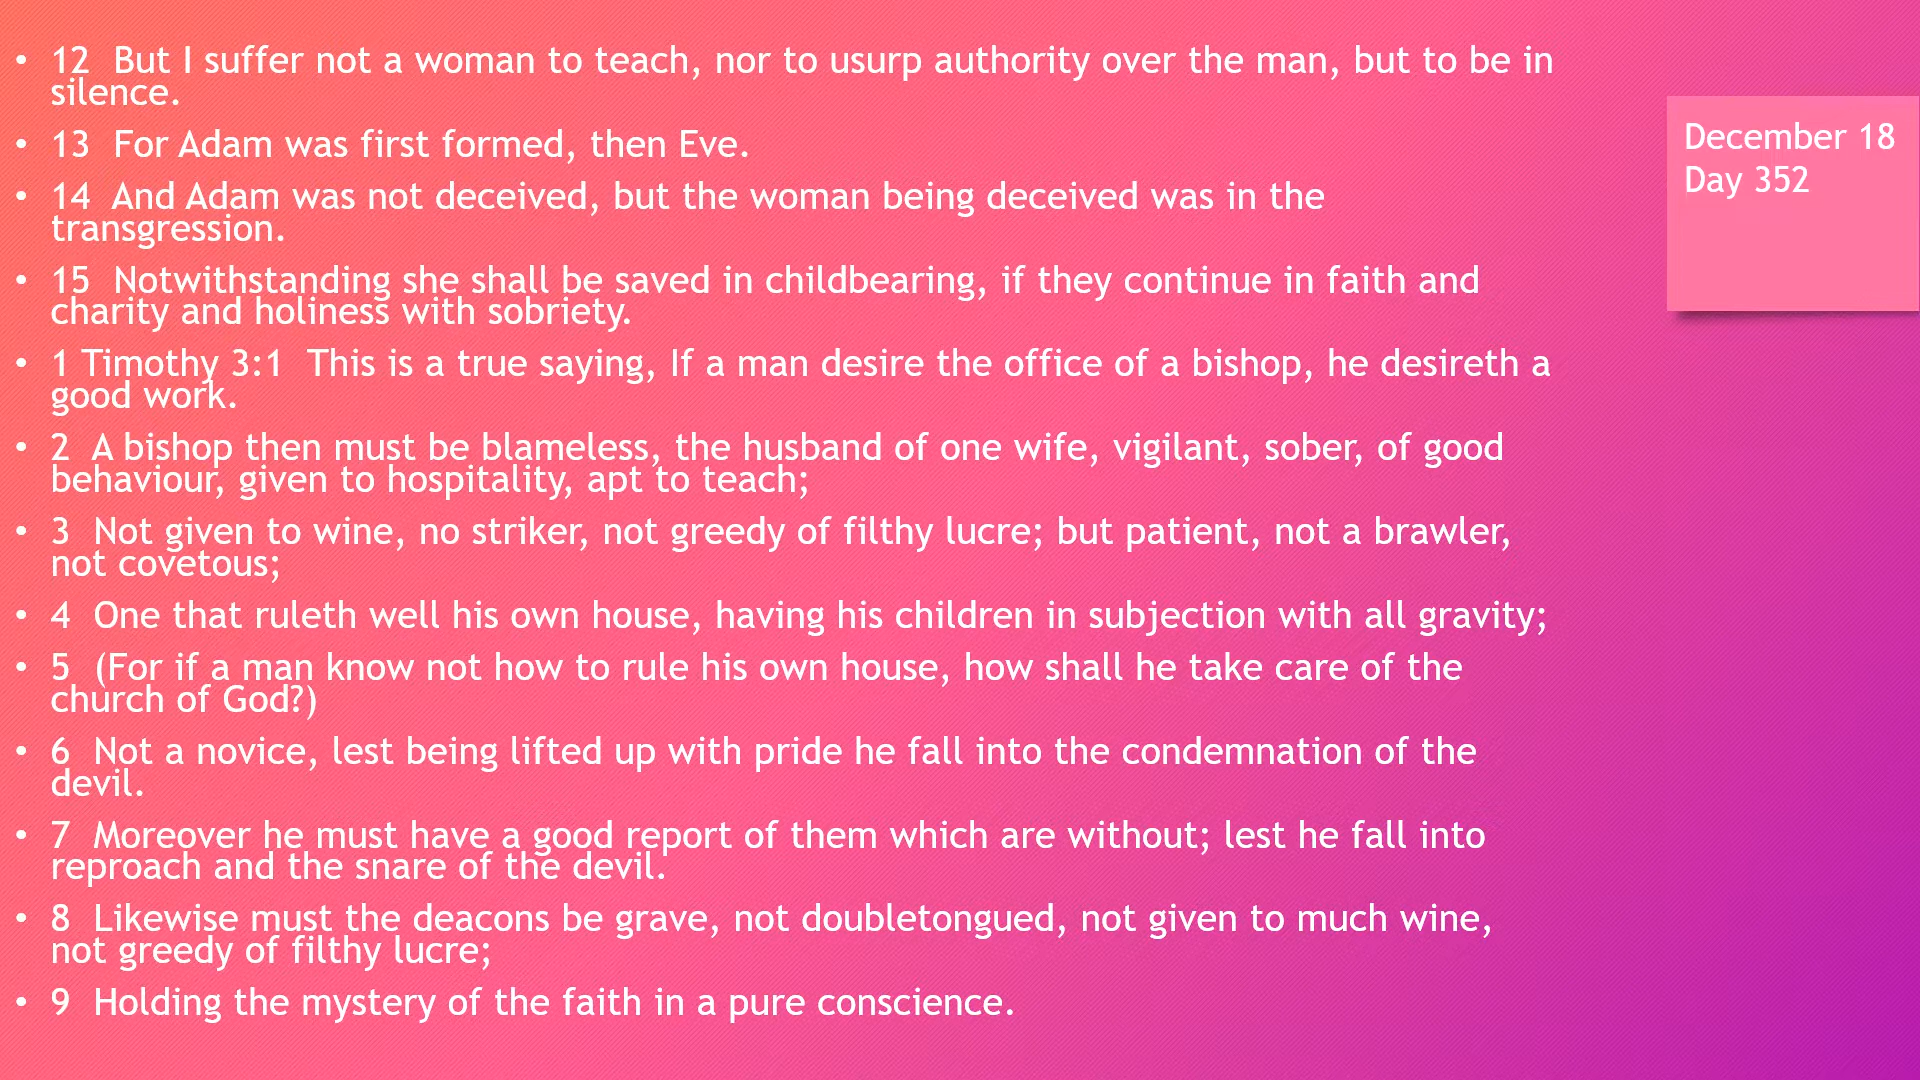 • 12  But I suffer not a woman to teach, nor to usurp authority over the man, but to be in
silence.
• 13  For Adam was first formed, then Eve.
• 14  And Adam was not deceived, but the woman being deceived was in the
transgression.
• 15  Notwithstanding she shall be saved in childbearing, if they continue in faith and
charity and holiness with sobriety.
• 1 Timothy 3:1  This is a true saying, If a man desire the office of a bishop, he desireth a
good work.
• 2  A bishop then must be blameless, the husband of one wife, vigilant, sober, of good
behaviour, given to hospitality, apt to teach;
• 3  Not given to wine, no striker, not greedy of filthy lucre; but patient, not a brawler,
not covetous;
• 4  One that ruleth well his own house, having his children in subjection with all gravity;
• 5  (For if a man know not how to rule his own house, how shall he take care of the
church of God?)
• 6  Not a novice, lest being lifted up with pride he fall into the condemnation of the
devil.
• 7  Moreover he must have a good report of them which are without; lest he fall into
reproach and the snare of the devil.
• 8  Likewise must the deacons be grave, not doubletongued, not given to much wine,
not greedy of filthy lucre;
• 9  Holding the mystery of the faith in a pure conscience.
December 18
Day 352